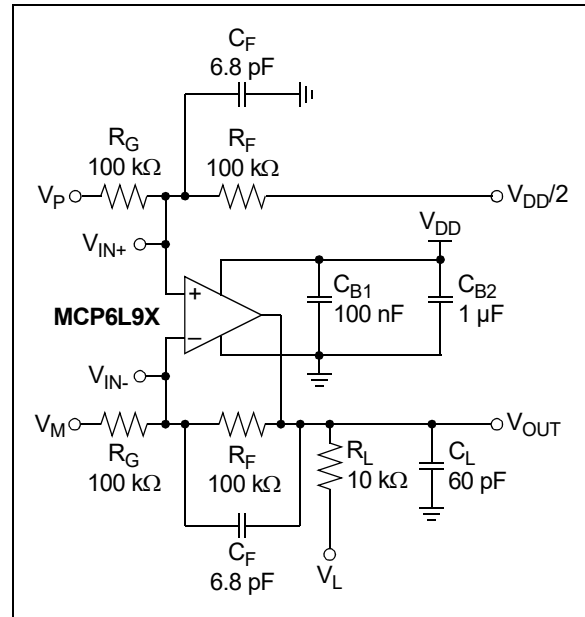 C_F
6.8 pF
R_G
100 kΩ
R_F
100 kΩ
V_P
V_DD/2
V_IN+
V_DD
C_B1
100 nF
C_B2
1 µF
+
MCP6L9X
–
V_IN-
V_M
V_OUT
R_G
100 kΩ
R_F
100 kΩ
R_L
10 kΩ
C_L
60 pF
C_F
6.8 pF
V_L